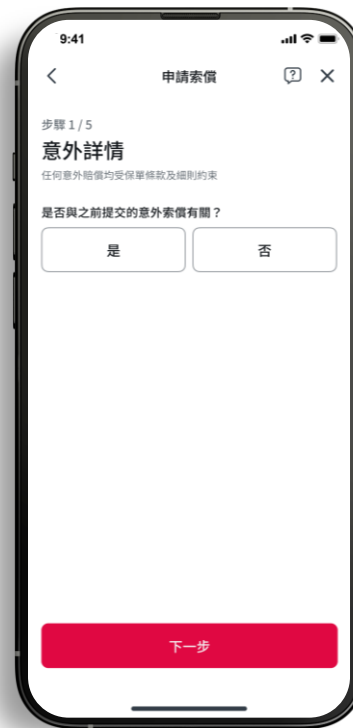 9:41
申請索償
步驟 1 / 5
意外詳情
任何意外賠償均受保單條款及細則約束
是否與之前提交的意外索償有關？
是
否
下一步